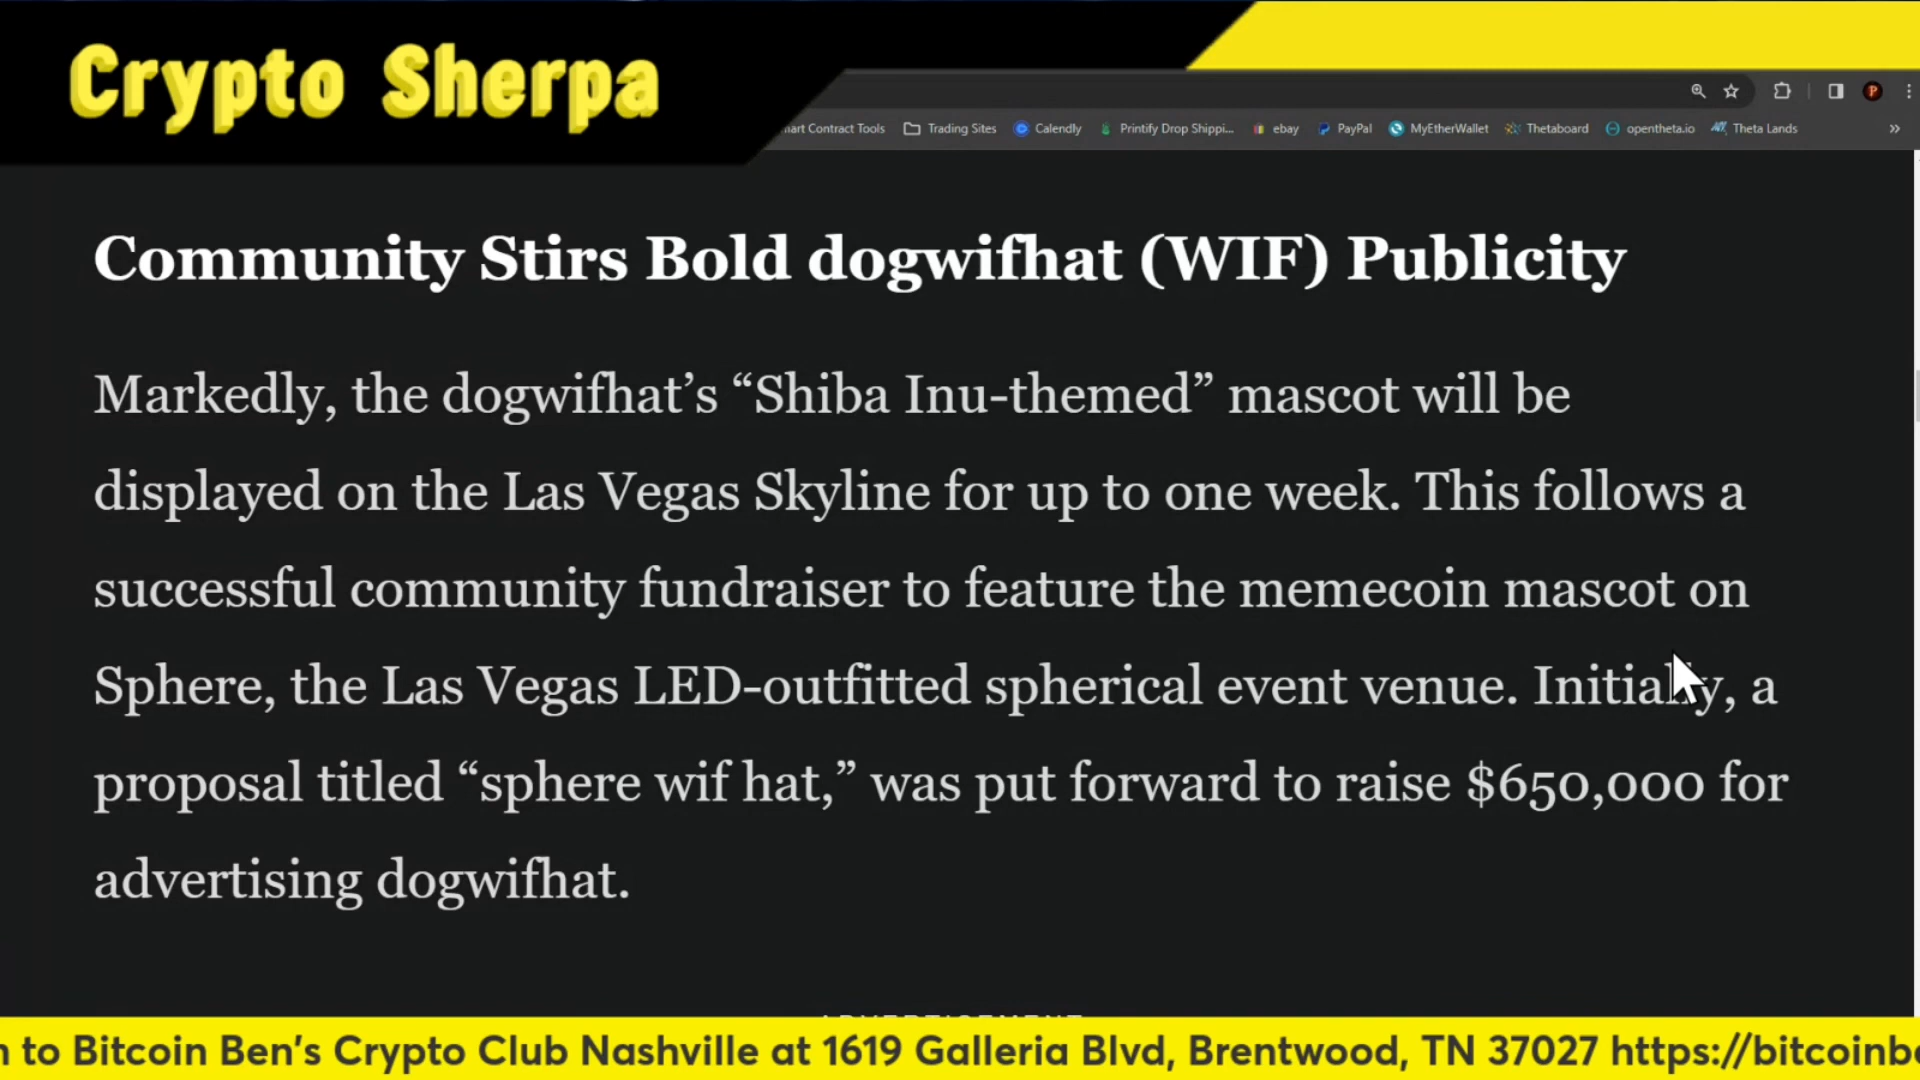 Crypto Sherpa
mart Contract Tools Trading Sites Calendly Printify Drop Shippi... ebay PayPal MyEtherWallet Thetaboard opentheta.io Theta Lands »
Community Stirs Bold dogwifhat (WIF) Publicity
Markedly, the dogwifhat’s “Shiba Inu-themed” mascot will be
displayed on the Las Vegas Skyline for up to one week. This follows a
successful community fundraiser to feature the memecoin mascot on
Sphere, the Las Vegas LED-outfitted spherical event venue. Initially, a
proposal titled “sphere wif hat,” was put forward to raise $650,000 for
advertising dogwifhat.
ADVERTISEMENT
to Bitcoin Ben's Crypto Club Nashville at 1619 Galleria Blvd, Brentwood, TN 37027 https://bitcoinb